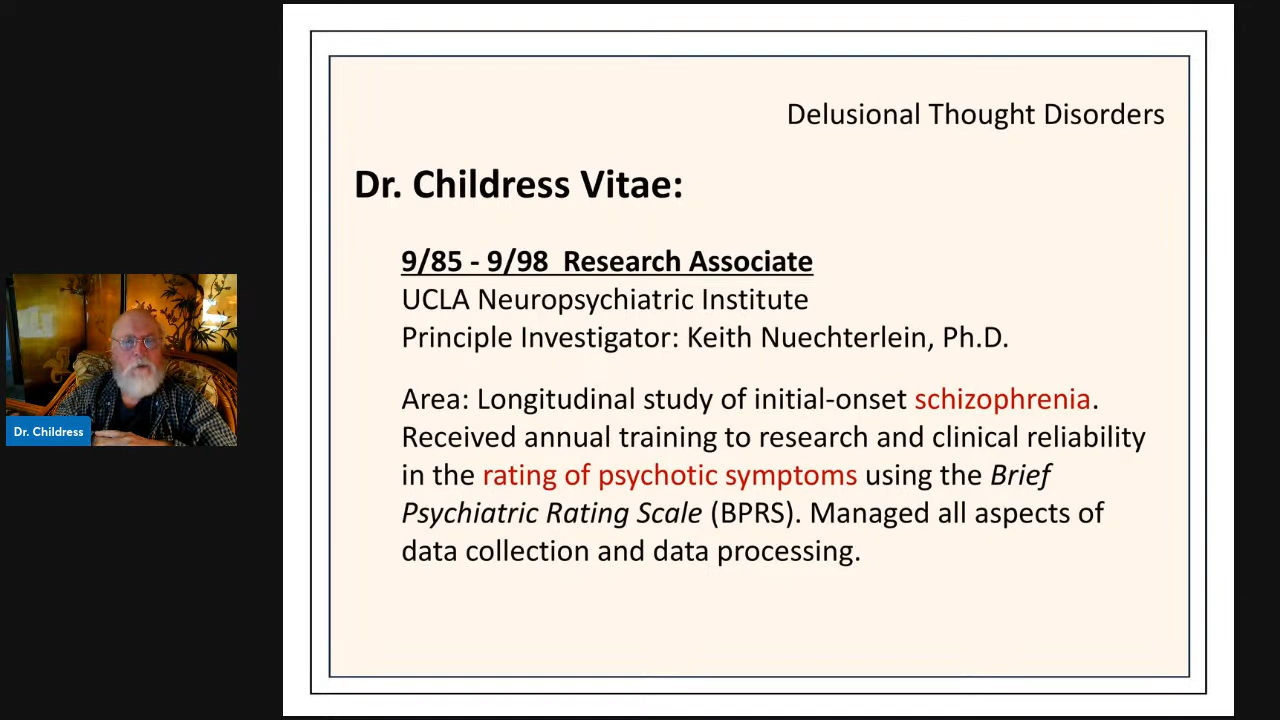 Delusional Thought Disorders
Dr. Childress Vitae:
9/85 - 9/98 Research Associate
UCLA Neuropsychiatric Institute
Principle Investigator: Keith Nuechterlein, Ph.D.
Area: Longitudinal study of initial-onset schizophrenia.
Received annual training to research and clinical reliability
in the rating of psychotic symptoms using the Brief
Psychiatric Rating Scale (BPRS). Managed all aspects of
data collection and data processing.
Dr. Childress